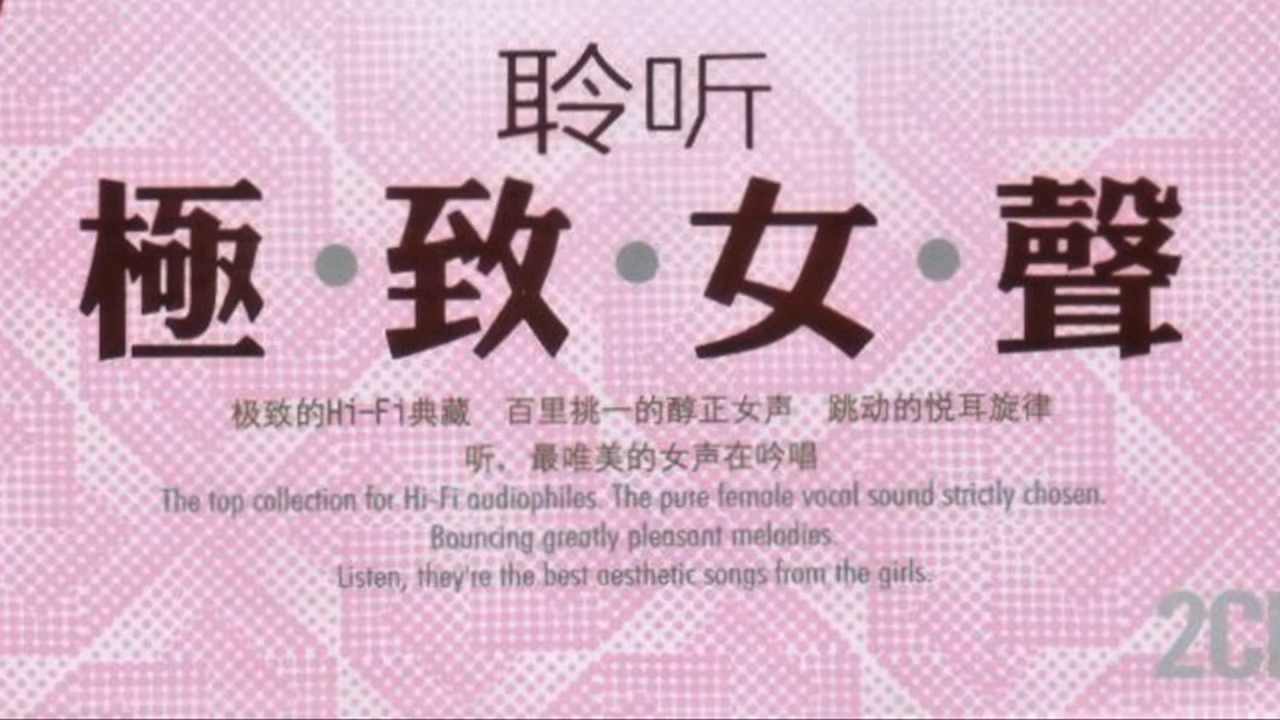 聆听
極·致·女·聲
极致的Hi-Fi典藏 百里挑一的醇正女声 跳动的悦耳旋律
听，最唯美的女声在吟唱
The top collection for Hi-Fi audiophiles. The pure female vocal sound strictly chosen.
Bouncing greatly pleasant melodies.
Listen, they're the best aesthetic songs from the girls.
2C